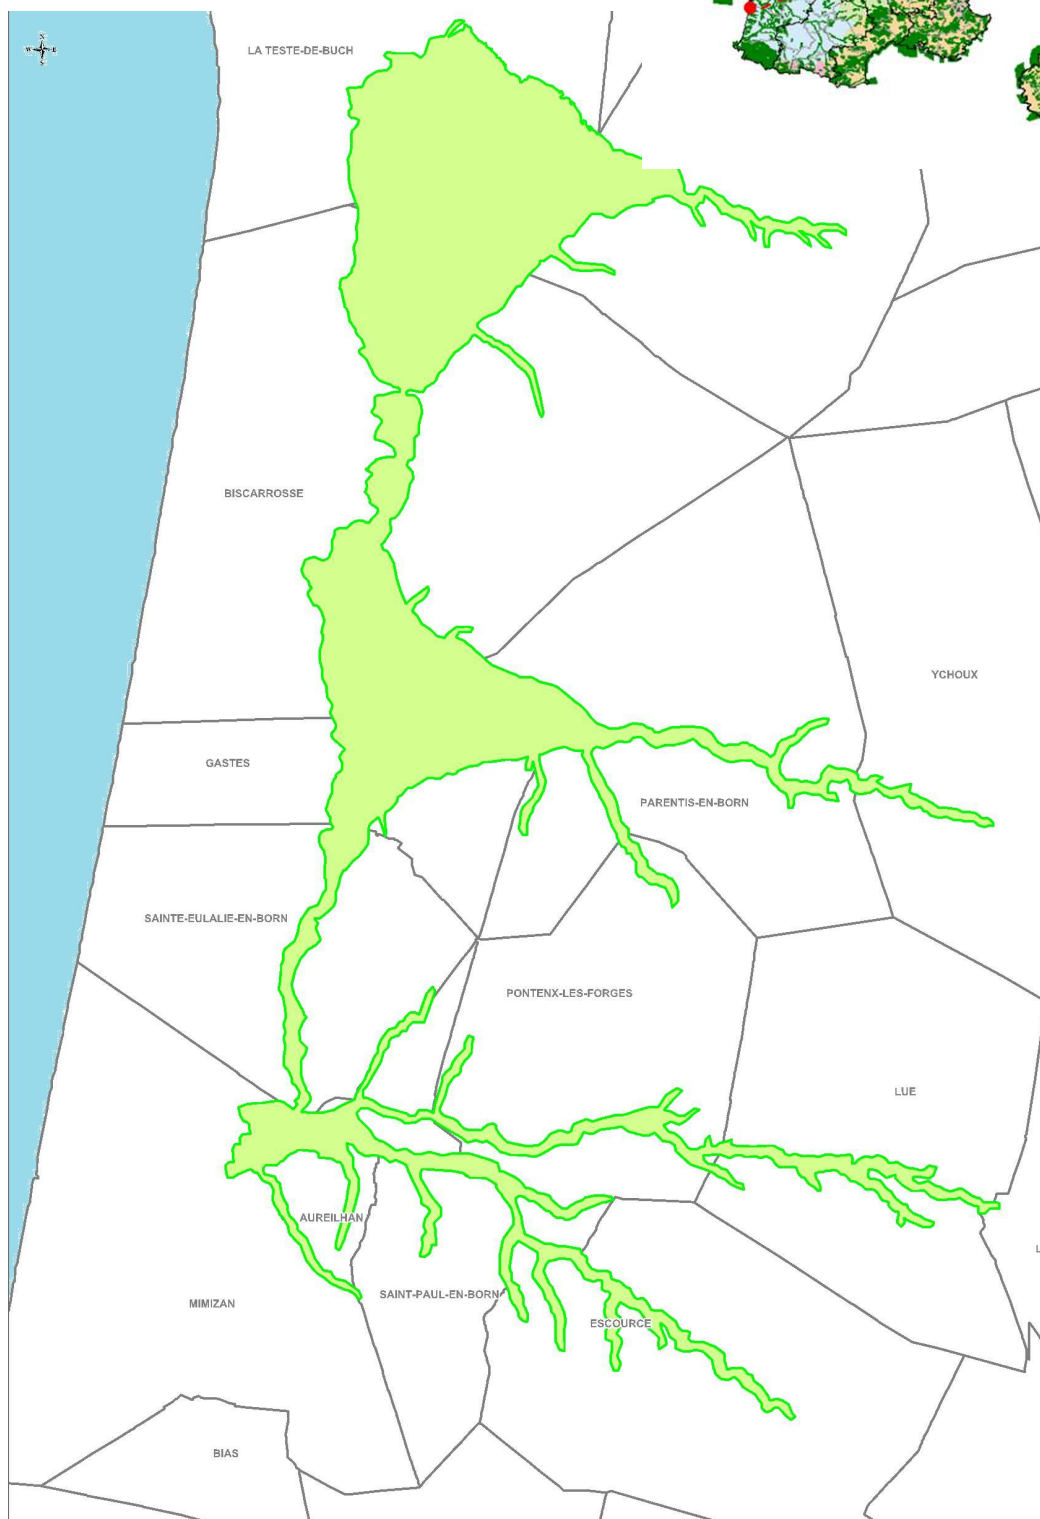 LA TESTE-DE-BUCH
BISCARROSSE
YCHOUX
GASTES
PARENTIS-EN-BORN
SAINTE-EULALIE-EN-BORN
PONTENX-LES-FORGES
LUE
AUREILHAN
L
SAINT-PAUL-EN-BORN
MIMIZAN
ESCOURCE
BIAS